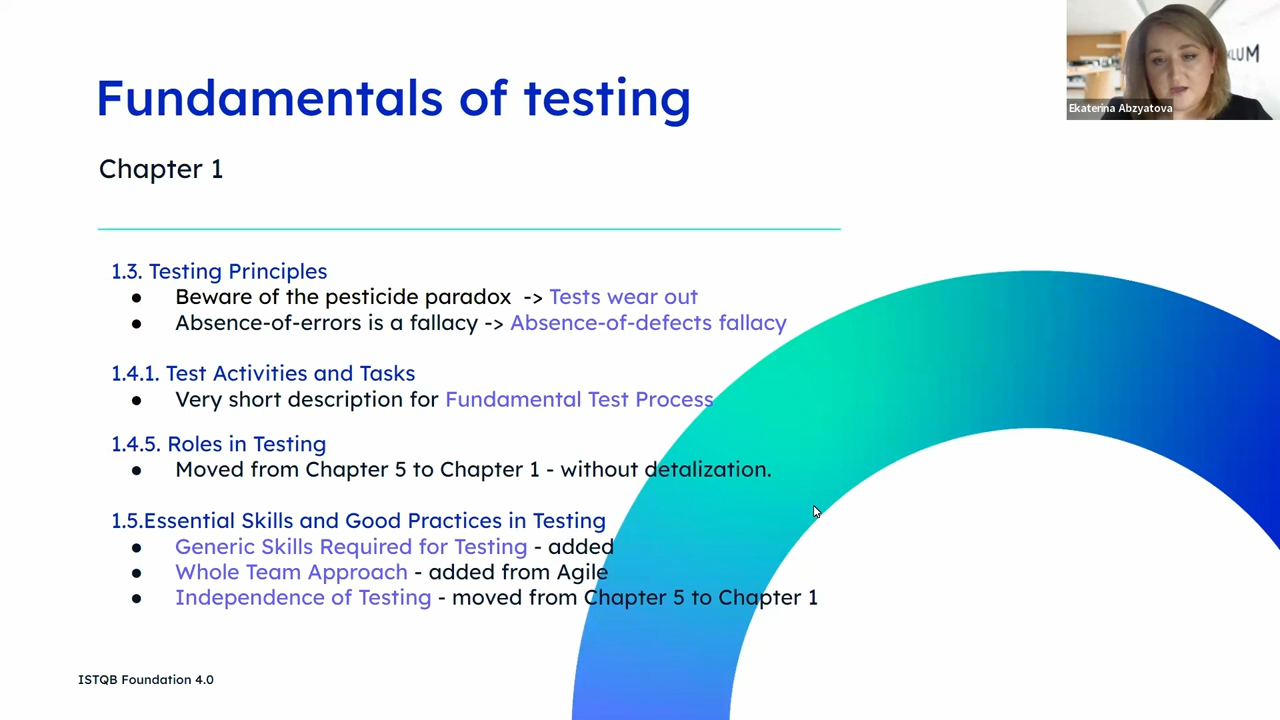 Fundamentals of testing
Chapter 1
1.3. Testing Principles
● Beware of the pesticide paradox -> Tests wear out
● Absence-of-errors is a fallacy -> Absence-of-defects fallacy
1.4.1. Test Activities and Tasks
● Very short description for Fundamental Test Process
1.4.5. Roles in Testing
● Moved from Chapter 5 to Chapter 1 - without detalization.
1.5.Essential Skills and Good Practices in Testing
● Generic Skills Required for Testing - added
● Whole Team Approach - added from Agile
● Independence of Testing - moved from Chapter 5 to Chapter 1
ISTQB Foundation 4.0
Ekaterina Abzyatova